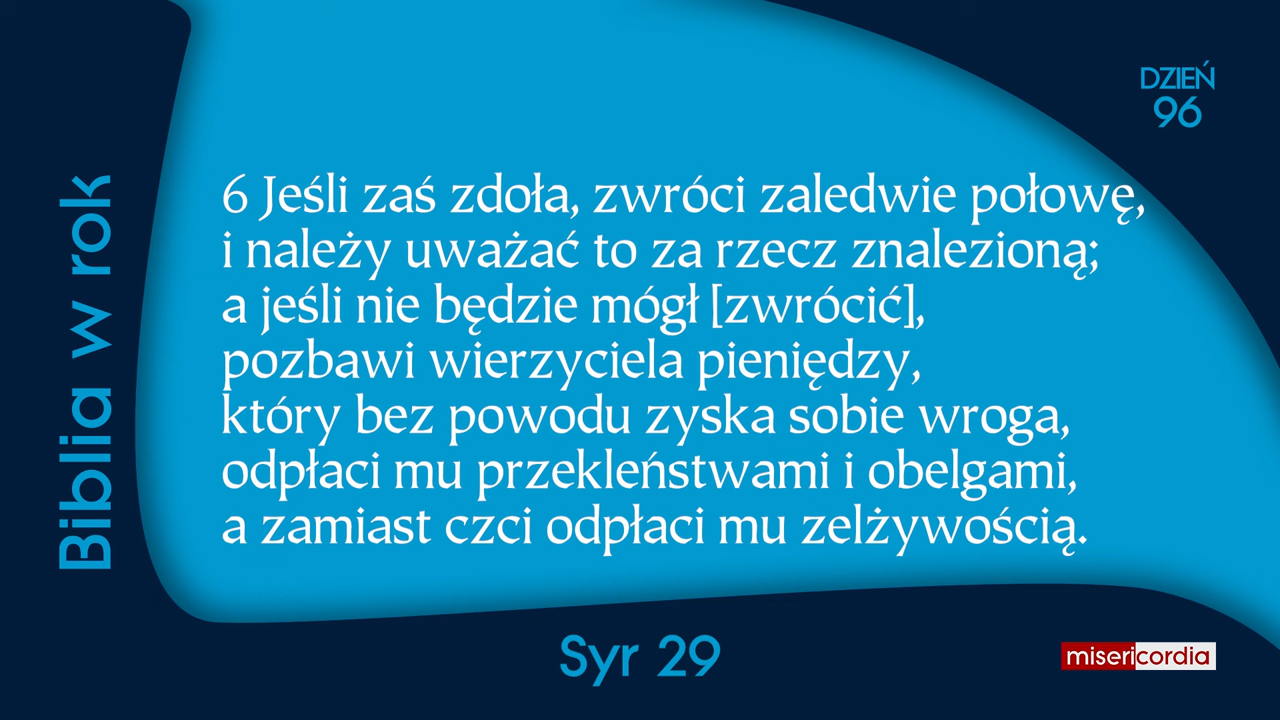 DZIEŃ
96
Biblia w rok
6 Jeśli zaś zdoła, zwróci zaledwie połowę,
i należy uważać to za rzecz znalezioną;
a jeśli nie będzie mógł [zwrócić],
pozbawi wierzyciela pieniędzy,
który bez powodu zyska sobie wroga,
odpłaci mu przekleństwami i obelgami,
a zamiast czci odpłaci mu zelżywością.
Syr 29
misericordia